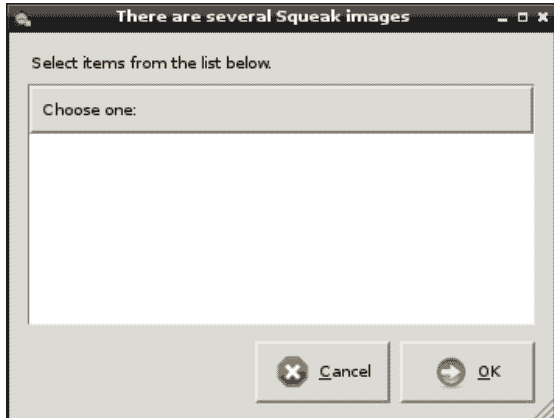 There are several Squeak images
Select items from the list below.
Choose one:
Cancel
OK